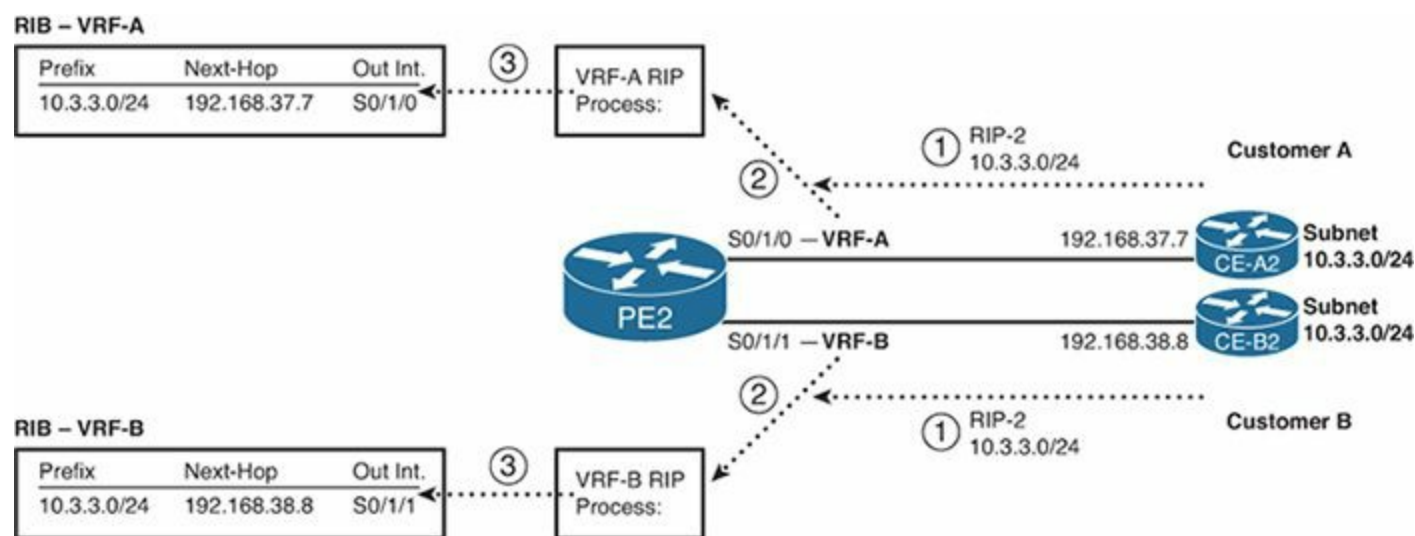 RIB – VRF-A
Prefix Next-Hop Out Int.
10.3.3.0/24 192.168.37.7 S0/1/0
3
VRF-A RIP
Process:
1 RIP-2
10.3.3.0/24
Customer A
2
S0/1/0 – VRF-A
192.168.37.7
CE-A2
Subnet
10.3.3.0/24
PE2
S0/1/1 – VRF-B
192.168.38.8
CE-B2
Subnet
10.3.3.0/24
2
1 RIP-2
10.3.3.0/24
Customer B
RIB – VRF-B
Prefix Next-Hop Out Int.
10.3.3.0/24 192.168.38.8 S0/1/1
3
VRF-B RIP
Process: